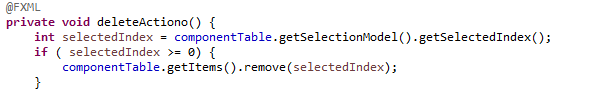 @FXML
private void deleteActiono() {
    int selectedIndex = componentTable.getSelectionModel().getSelectedIndex();
    if ( selectedIndex >= 0) {
        componentTable.getItems().remove(selectedIndex);
    }